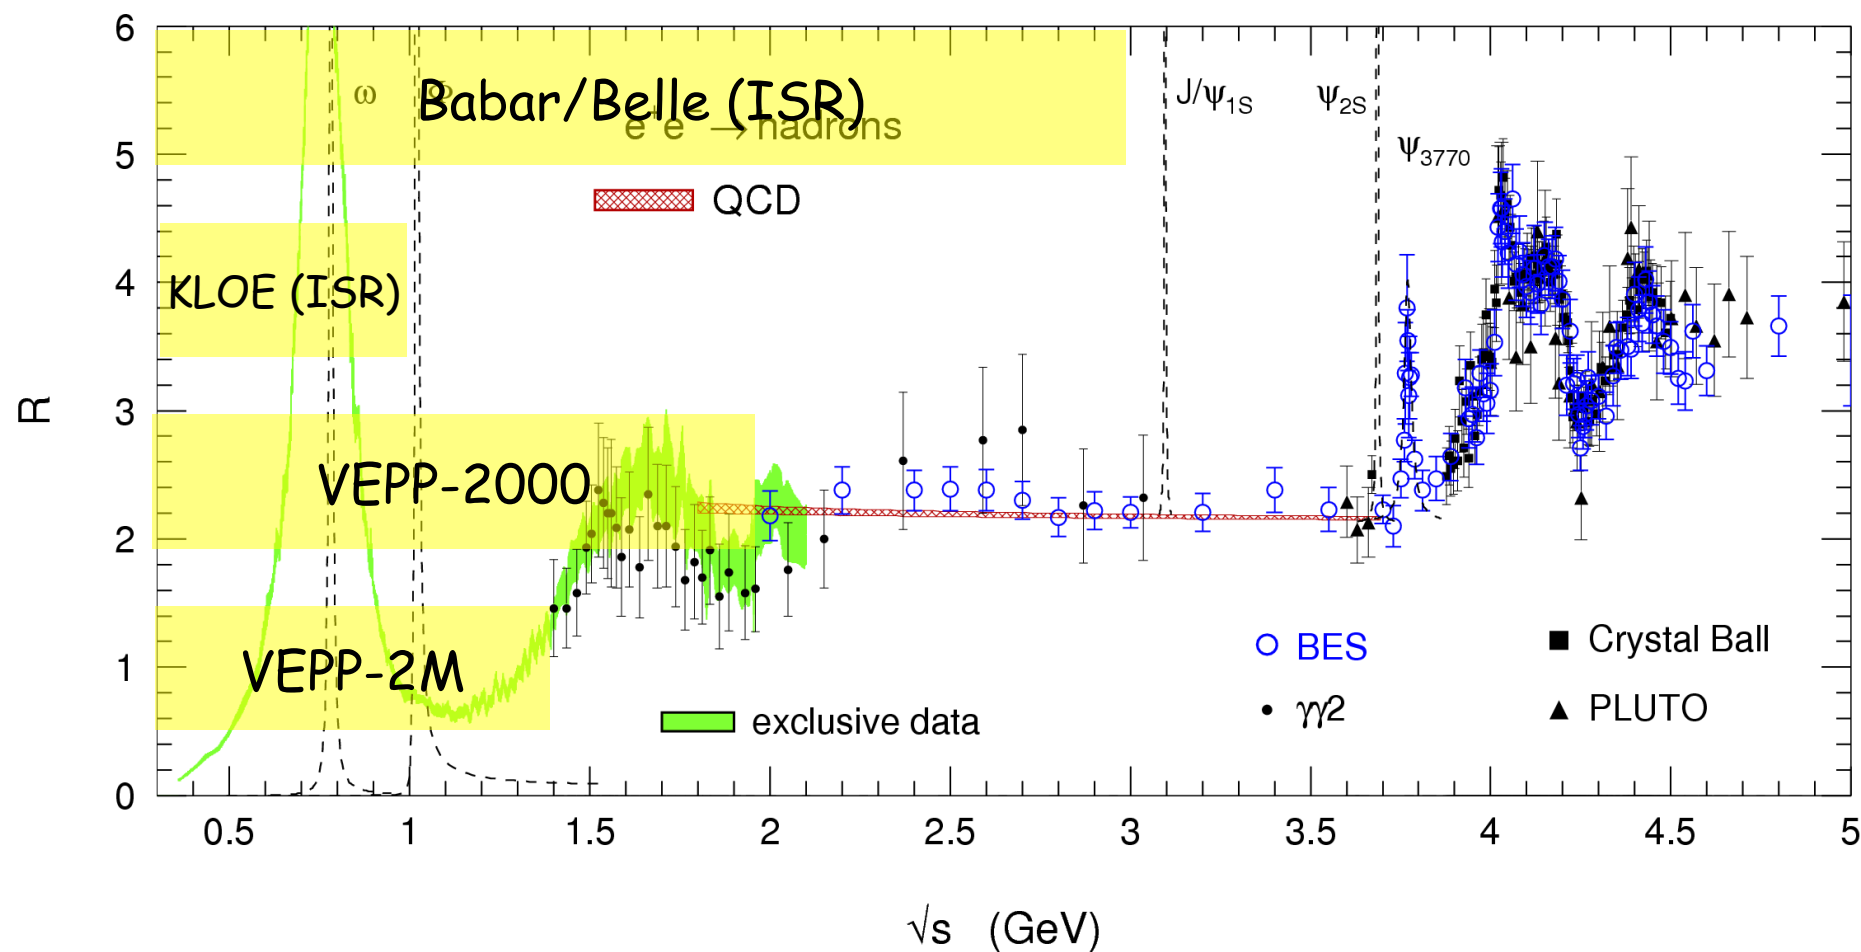 6
ω Φ Babar/Belle (ISR)
e⁺e⁻ → hadrons
J/ψ1S
ψ2S
ψ3770
5
QCD
KLOE (ISR)
4
R
3
VEPP-2000
2
VEPP-2M
1
exclusive data
BES
γγ2
Crystal Ball
PLUTO
0
0.5 1 1.5 2 2.5 3 3.5 4 4.5 5
√s (GeV)